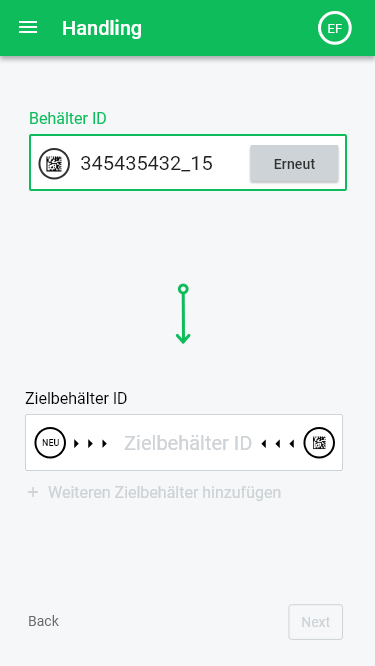 Handling
EF
Behälter ID
345435432_15
Erneut
Zielbehälter ID
NEU
Zielbehälter ID
+ Weiteren Zielbehälter hinzufügen
Back
Next